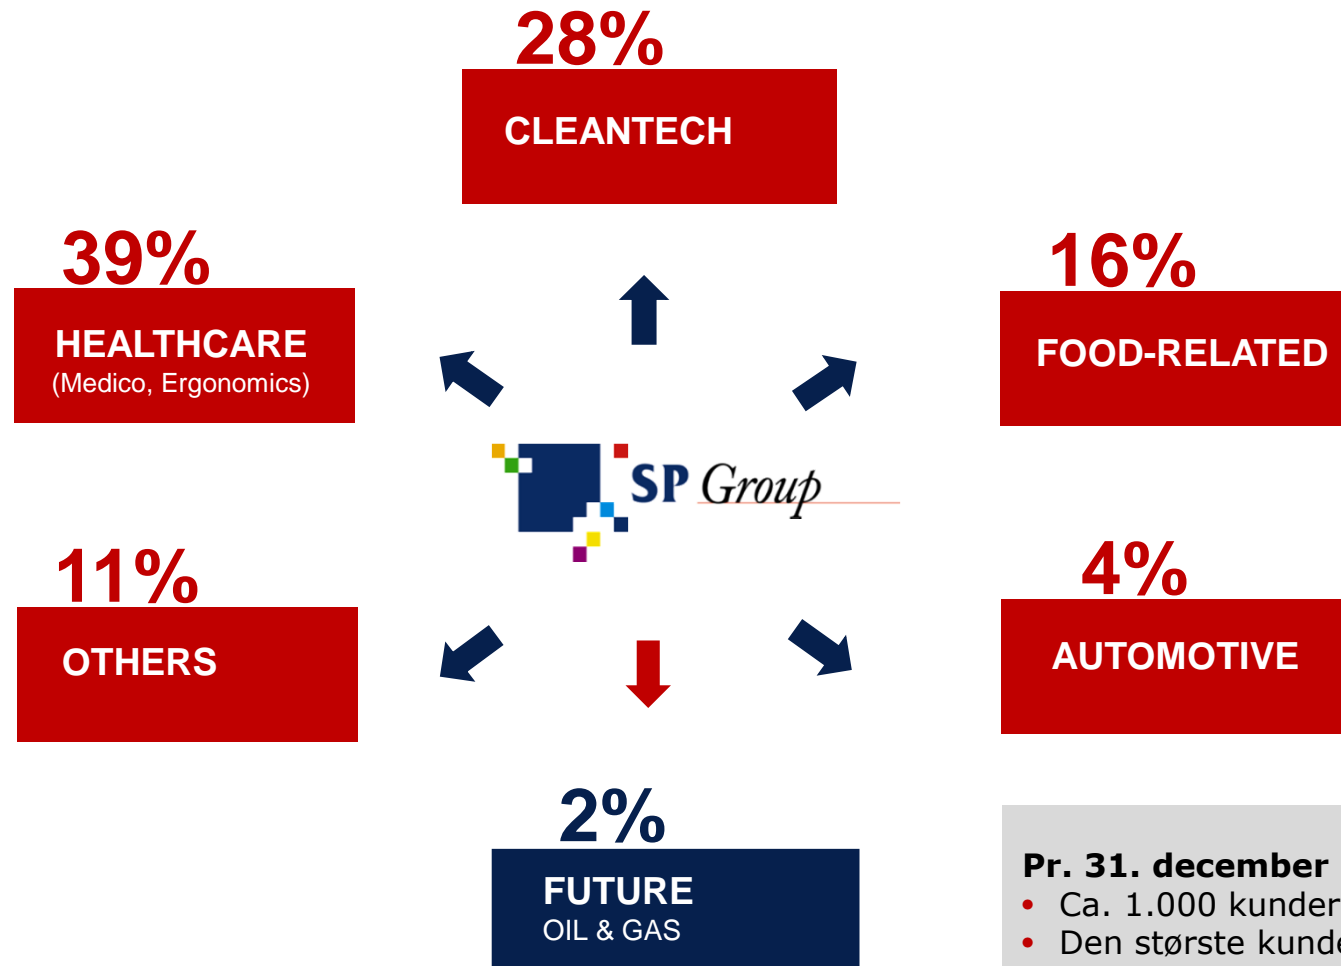 28%
CLEANTECH
39%
HEALTHCARE
(Medico, Ergonomics)
16%
FOOD-RELATED
SP Group
11%
OTHERS
4%
AUTOMOTIVE
2%
FUTURE
OIL & GAS
Pr. 31. december
• Ca. 1.000 kunder
• Den største kunde